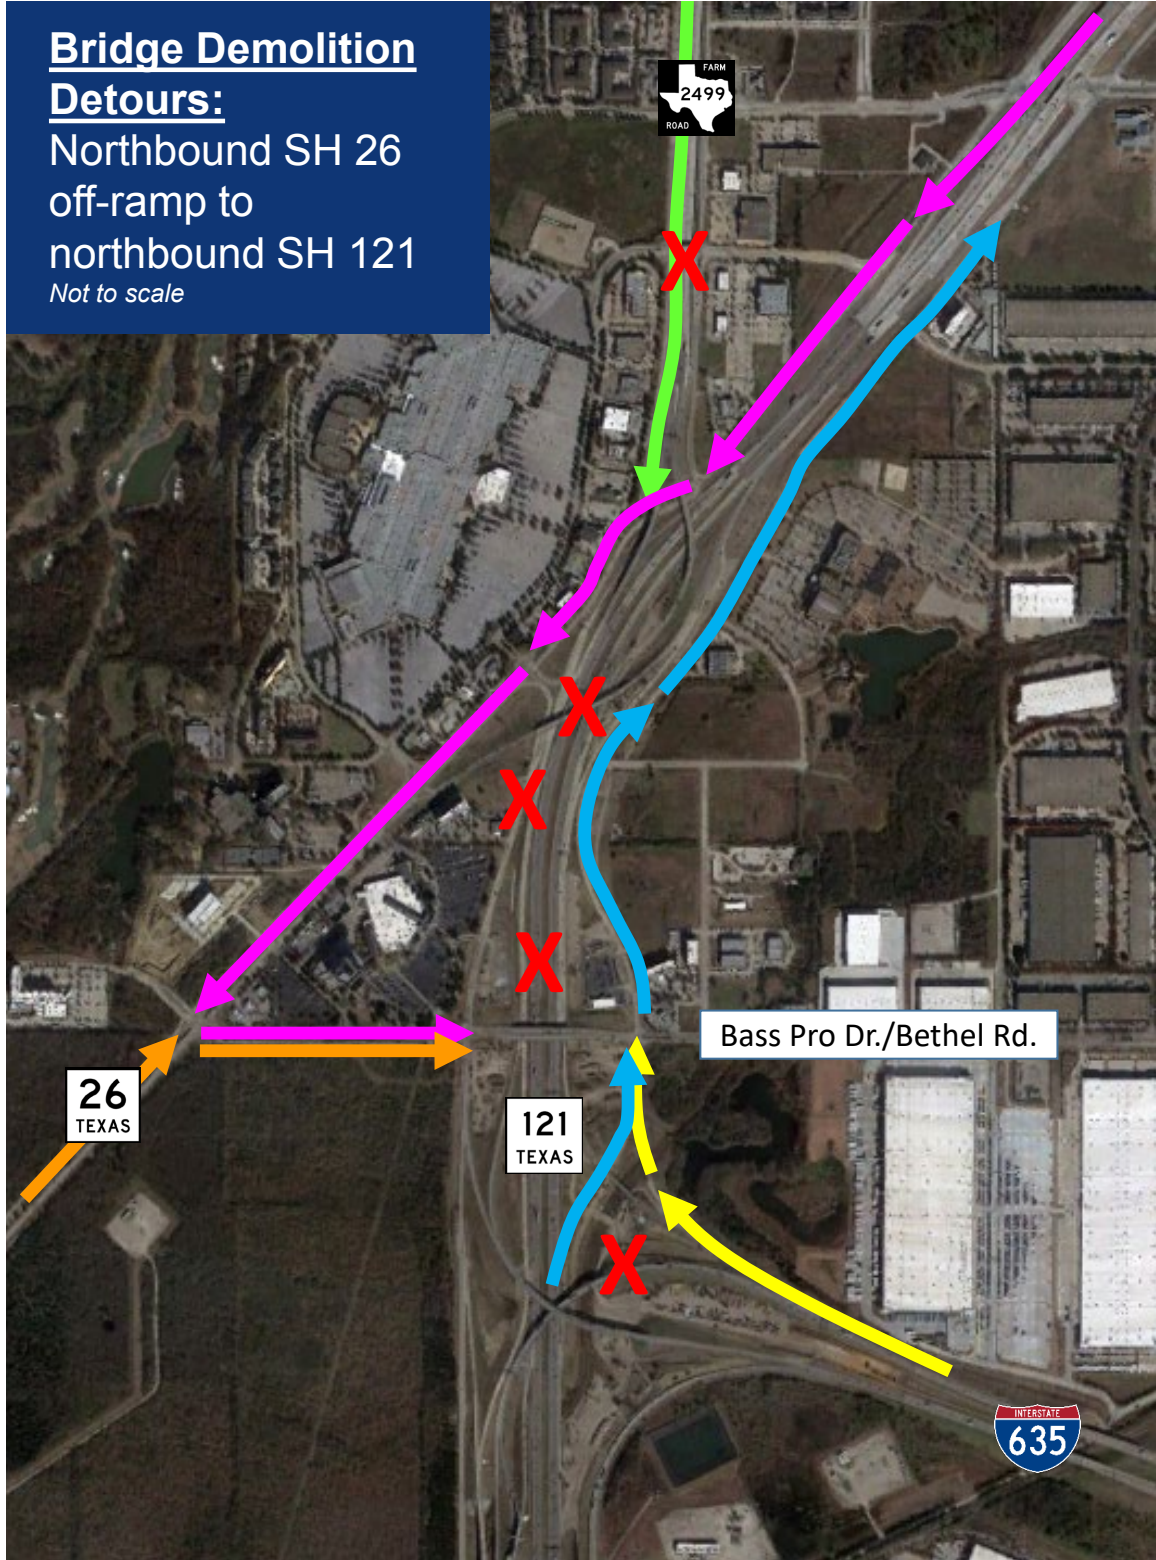 Bridge Demolition
Detours:
Northbound SH 26
off-ramp to
northbound SH 121
Not to scale
FARM
2499
ROAD
X
X
X
X
Bass Pro Dr./Bethel Rd.
26
TEXAS
121
TEXAS
X
INTERSTATE
635